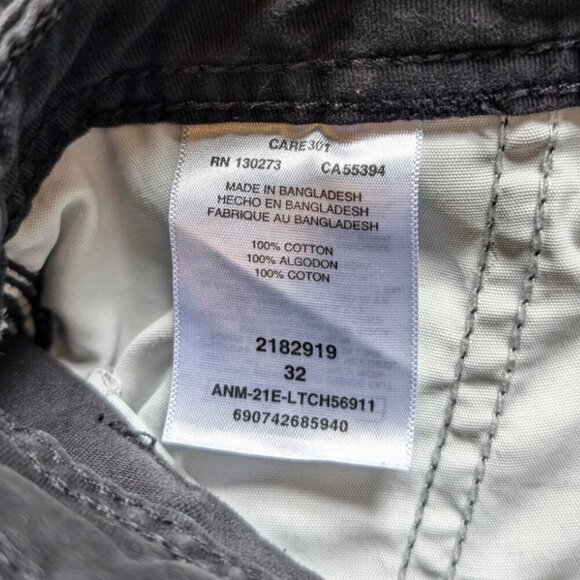 CARE301
RN 130273 CA55394
MADE IN BANGLADESH
HECHO EN BANGLADESH
FABRIQUE AU BANGLADESH
100% COTTON
100% ALGODON
100% COTON
2182919
32
ANM-21E-LTCH56911
690742685940